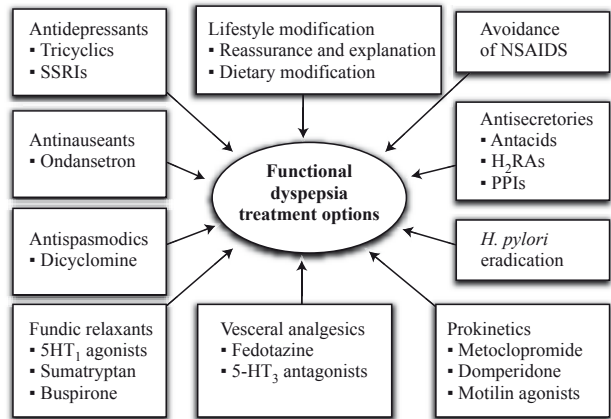 Antidepressants
▪ Tricyclics
▪ SSRIs
Lifestyle modification
▪ Reassurance and explanation
▪ Dietary modification
Avoidance
of NSAIDS
Antinauseants
▪ Ondansetron
Functional
dyspepsia
treatment options
Antisecretories
▪ Antacids
▪ H₂RAs
▪ PPIs
Antispasmodics
▪ Dicyclomine
H. pylori
eradication
Fundic relaxants
▪ 5HT₁ agonists
▪ Sumatryptan
▪ Buspirone
Vesceral analgesics
▪ Fedotazine
▪ 5-HT₃ antagonists
Prokinetics
▪ Metoclopromide
▪ Domperidone
▪ Motilin agonists